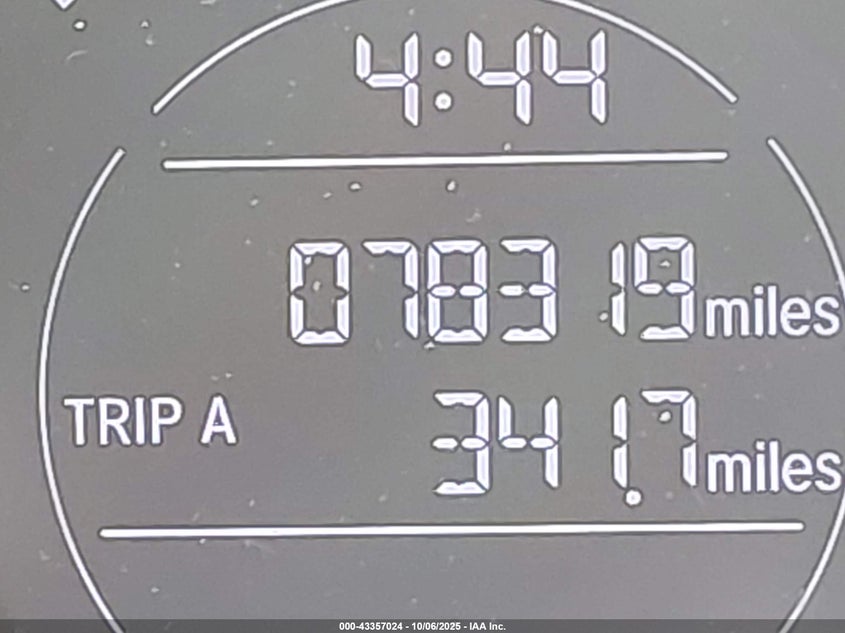 4:44
078319 miles
TRIP A 341.7 miles
000-43357024 - 10/06/2025 - IAA Inc.